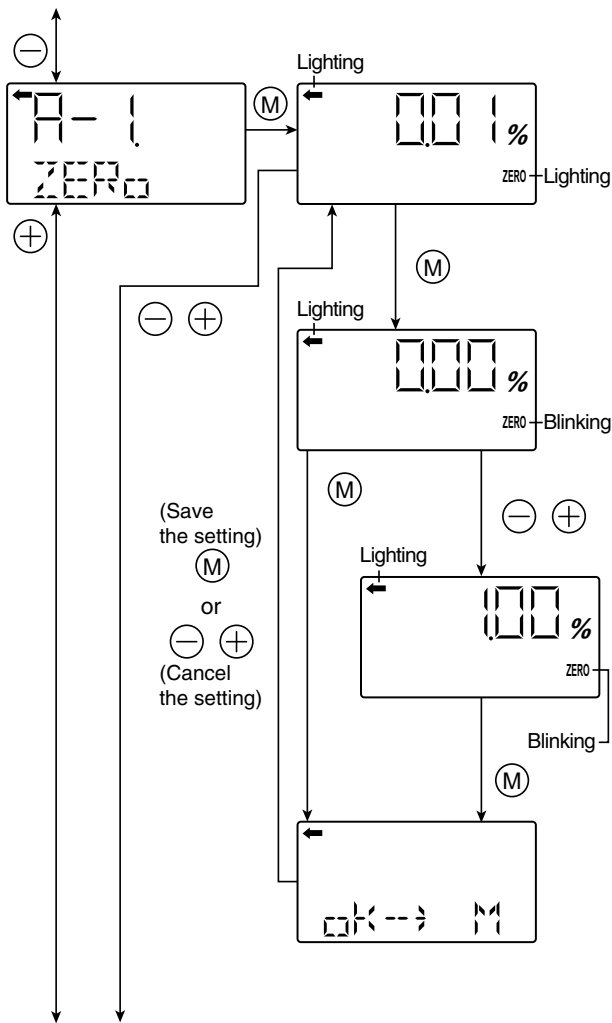 −
Lighting
← A-1.
M
← 0.01 %
ZERo
ZERO
Lighting
+
M
− +
Lighting
← 0.00 %
ZERO
Blinking
M
− +
(Save
the setting)
M
or
− +
(Cancel
the setting)
Lighting
← 1.00 %
ZERO
Blinking
M
←
oK--> M